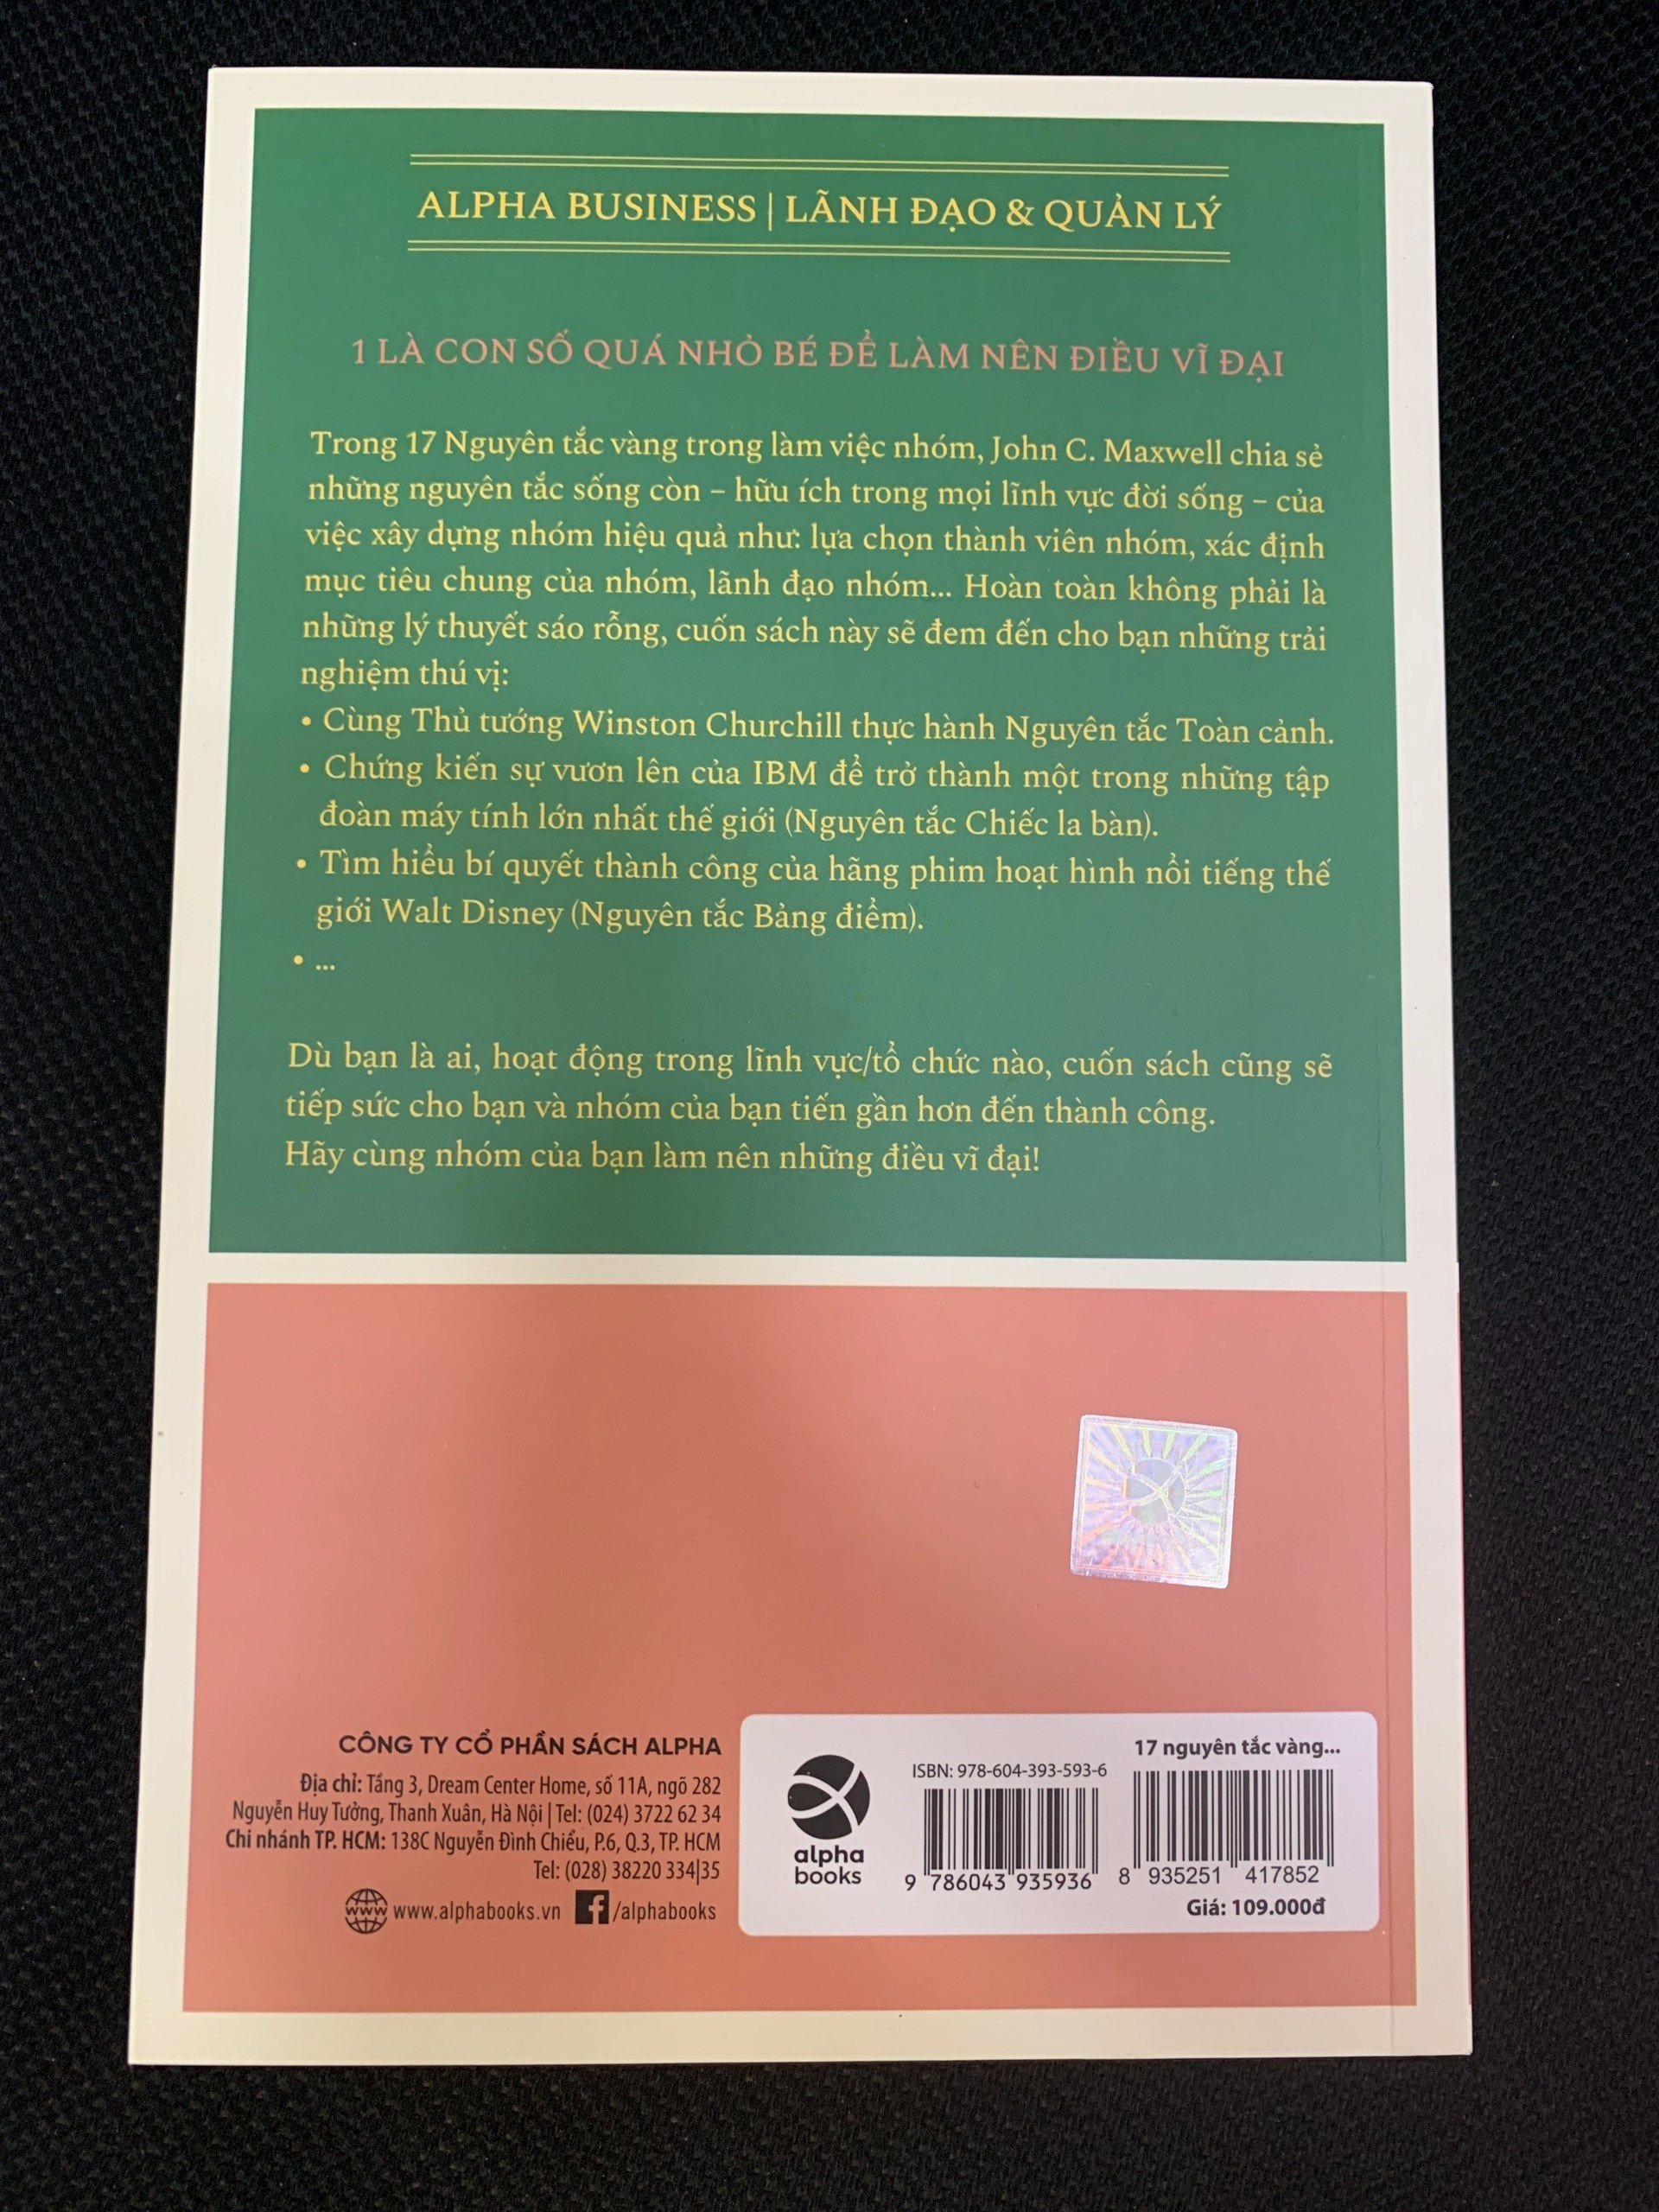 ALPHA BUSINESS | LÃNH ĐẠO & QUẢN LÝ
1 LÀ CON SỐ QUÁ NHỎ BÉ ĐỂ LÀM NÊN ĐIỀU VĨ ĐẠI
Trong 17 Nguyên tắc vàng trong làm việc nhóm, John C. Maxwell chia sẻ
những nguyên tắc sống còn – hữu ích trong mọi lĩnh vực đời sống – của
việc xây dựng nhóm hiệu quả như: lựa chọn thành viên nhóm, xác định
mục tiêu chung của nhóm, lãnh đạo nhóm... Hoàn toàn không phải là
những lý thuyết sáo rỗng, cuốn sách này sẽ đem đến cho bạn những trải
nghiệm thú vị:
• Cùng Thủ tướng Winston Churchill thực hành Nguyên tắc Toàn cảnh.
• Chứng kiến sự vươn lên của IBM để trở thành một trong những tập
đoàn máy tính lớn nhất thế giới (Nguyên tắc Chiếc la bàn).
• Tìm hiểu bí quyết thành công của hãng phim hoạt hình nổi tiếng thế
giới Walt Disney (Nguyên tắc Bảng điểm).
• ...
Dù bạn là ai, hoạt động trong lĩnh vực/tổ chức nào, cuốn sách cũng sẽ
tiếp sức cho bạn và nhóm của bạn tiến gần hơn đến thành công.
Hãy cùng nhóm của bạn làm nên những điều vĩ đại!
CÔNG TY CỔ PHẦN SÁCH ALPHA
Địa chỉ: Tầng 3, Dream Center Home, số 11A, ngõ 282
Nguyễn Huy Tưởng, Thanh Xuân, Hà Nội | Tel: (024) 3722 62 34
Chi nhánh TP. HCM: 138C Nguyễn Đình Chiểu, P.6, Q.3, TP. HCM
Tel: (028) 38220 334|35
www www.alphabooks.vn f /alphabooks
alpha
books
ISBN: 978-604-393-593-6
9 786043 935936
17 nguyên tắc vàng...
8 935251 417852
Giá: 109.000đ